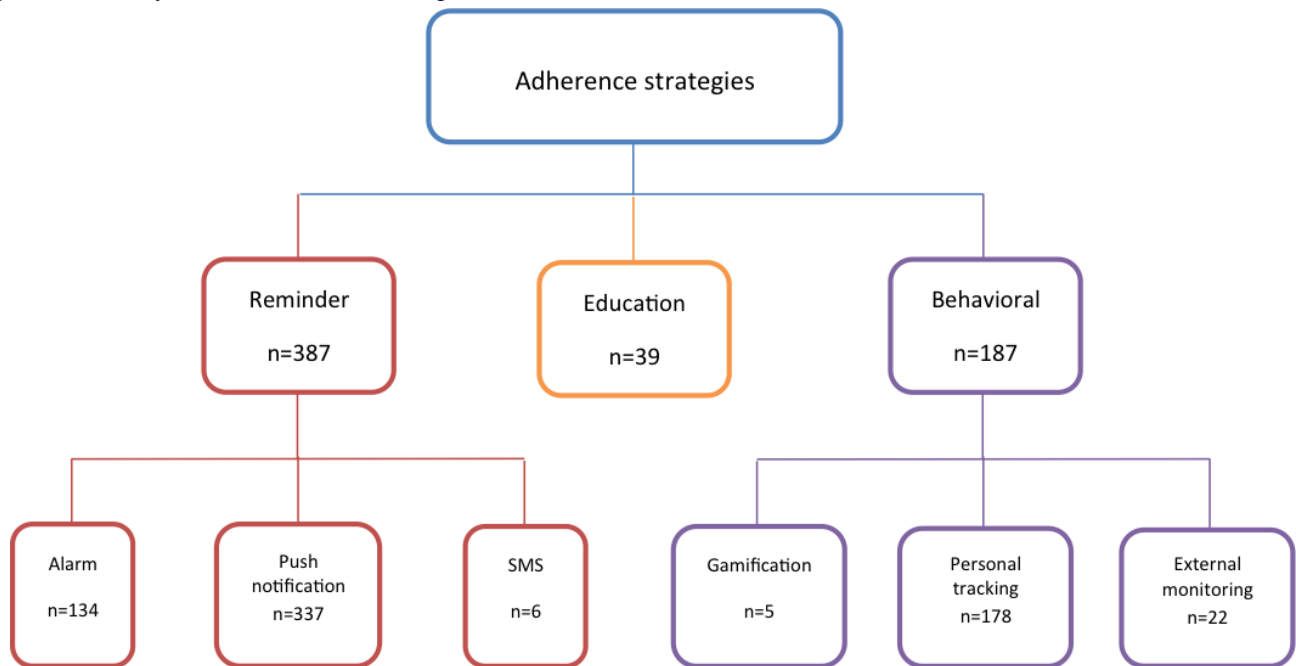 Adherence strategies
Reminder
n=387
Education
n=39
Behavioral
n=187
Alarm
n=134
Push
notification
n=337
SMS
n=6
Gamification
n=5
Personal
tracking
n=178
External
monitoring
n=22